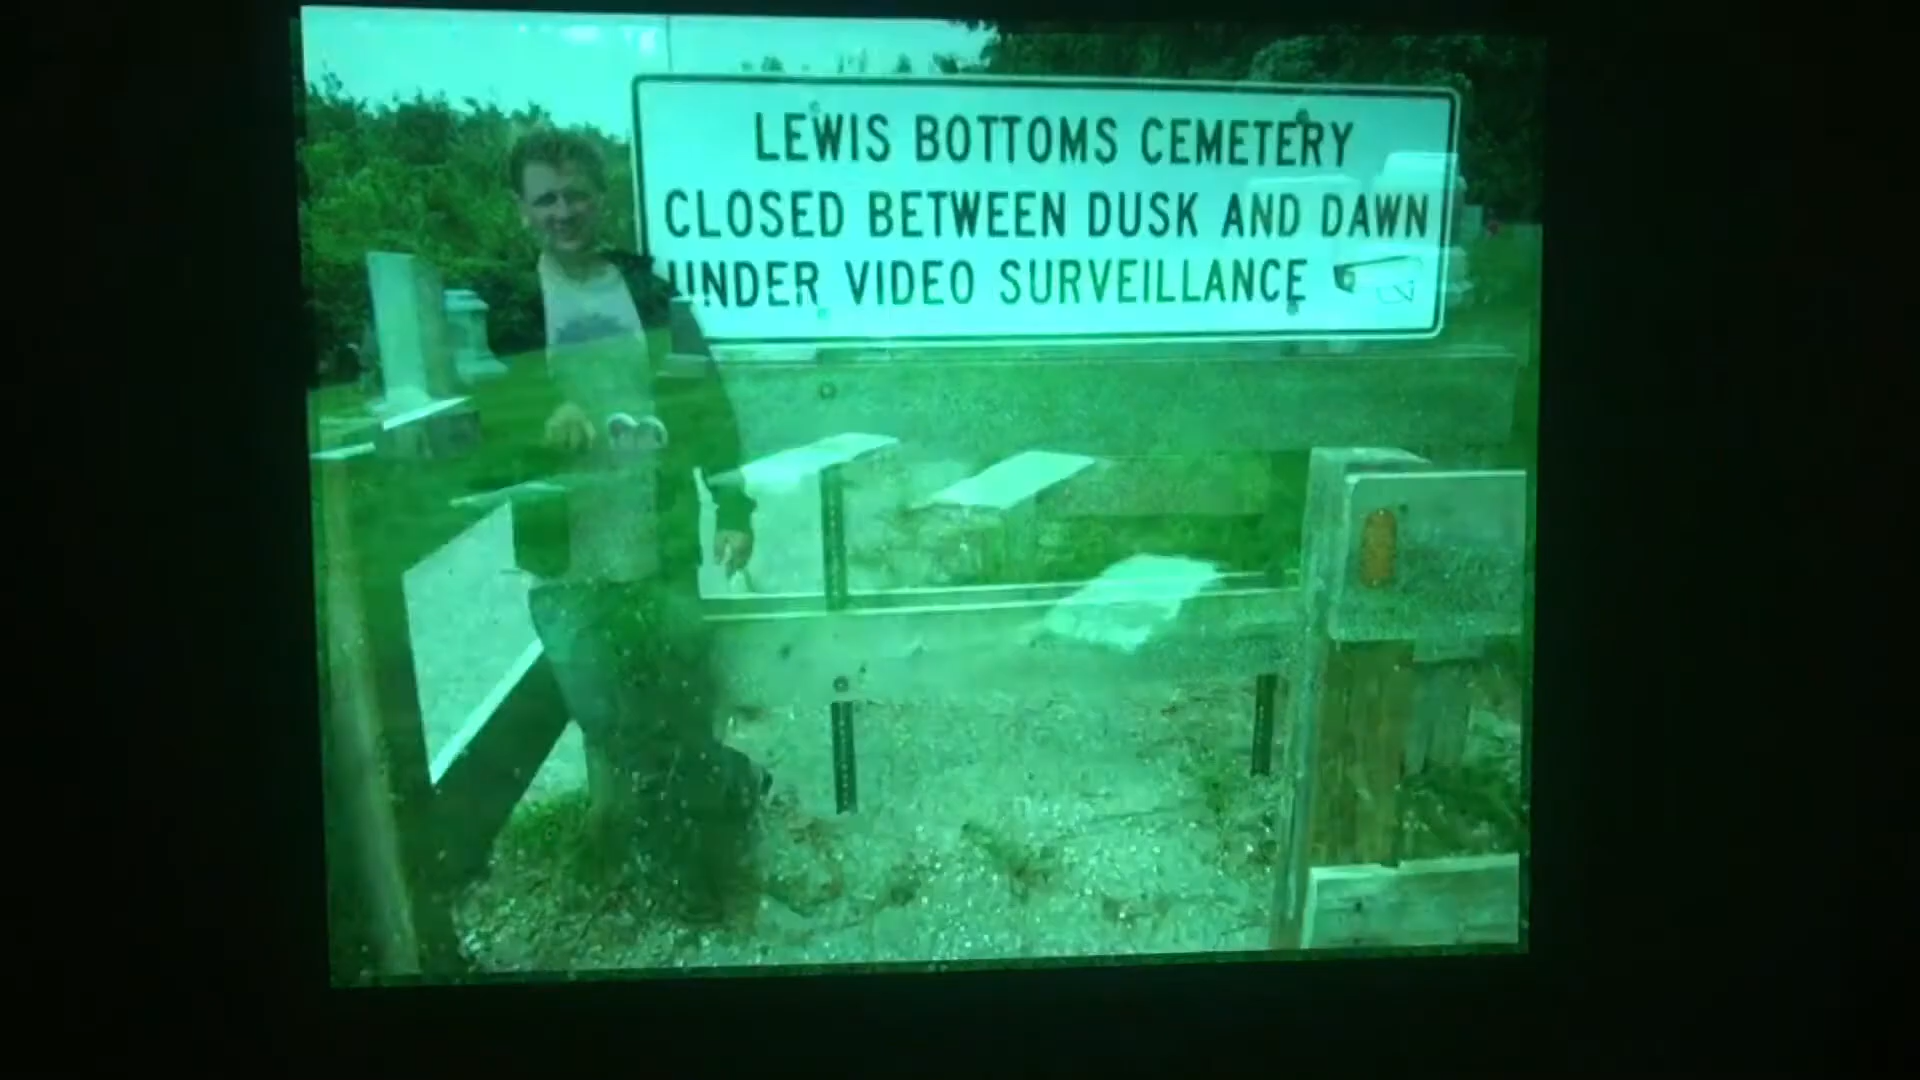 LEWIS BOTTOMS CEMETERY
CLOSED BETWEEN DUSK AND DAWN
UNDER VIDEO SURVEILLANCE